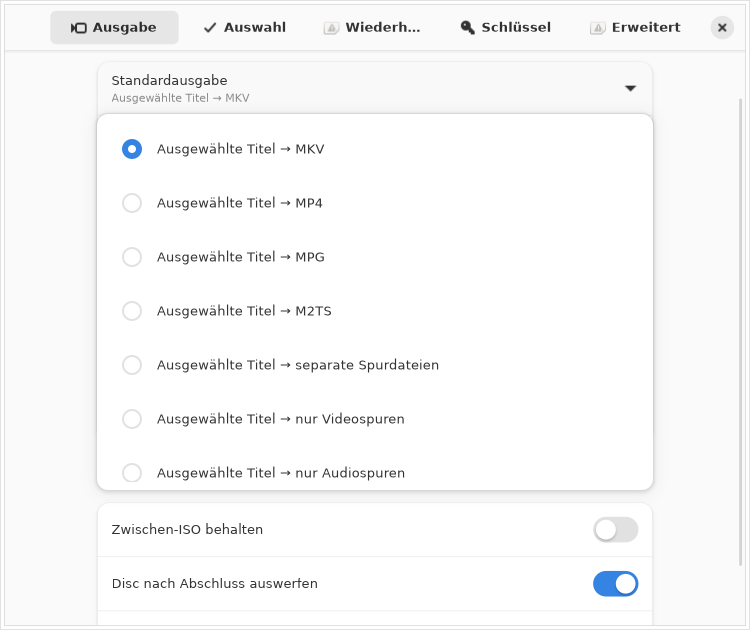 Ausgabe
Auswahl
Wiederh...
Schlüssel
Erweitert
Standardausgabe
Ausgewählte Titel → MKV
Ausgewählte Titel → MKV
Ausgewählte Titel → MP4
Ausgewählte Titel → MPG
Ausgewählte Titel → M2TS
Ausgewählte Titel → separate Spurdateien
Ausgewählte Titel → nur Videospuren
Ausgewählte Titel → nur Audiospuren
Zwischen-ISO behalten
Disc nach Abschluss auswerfen